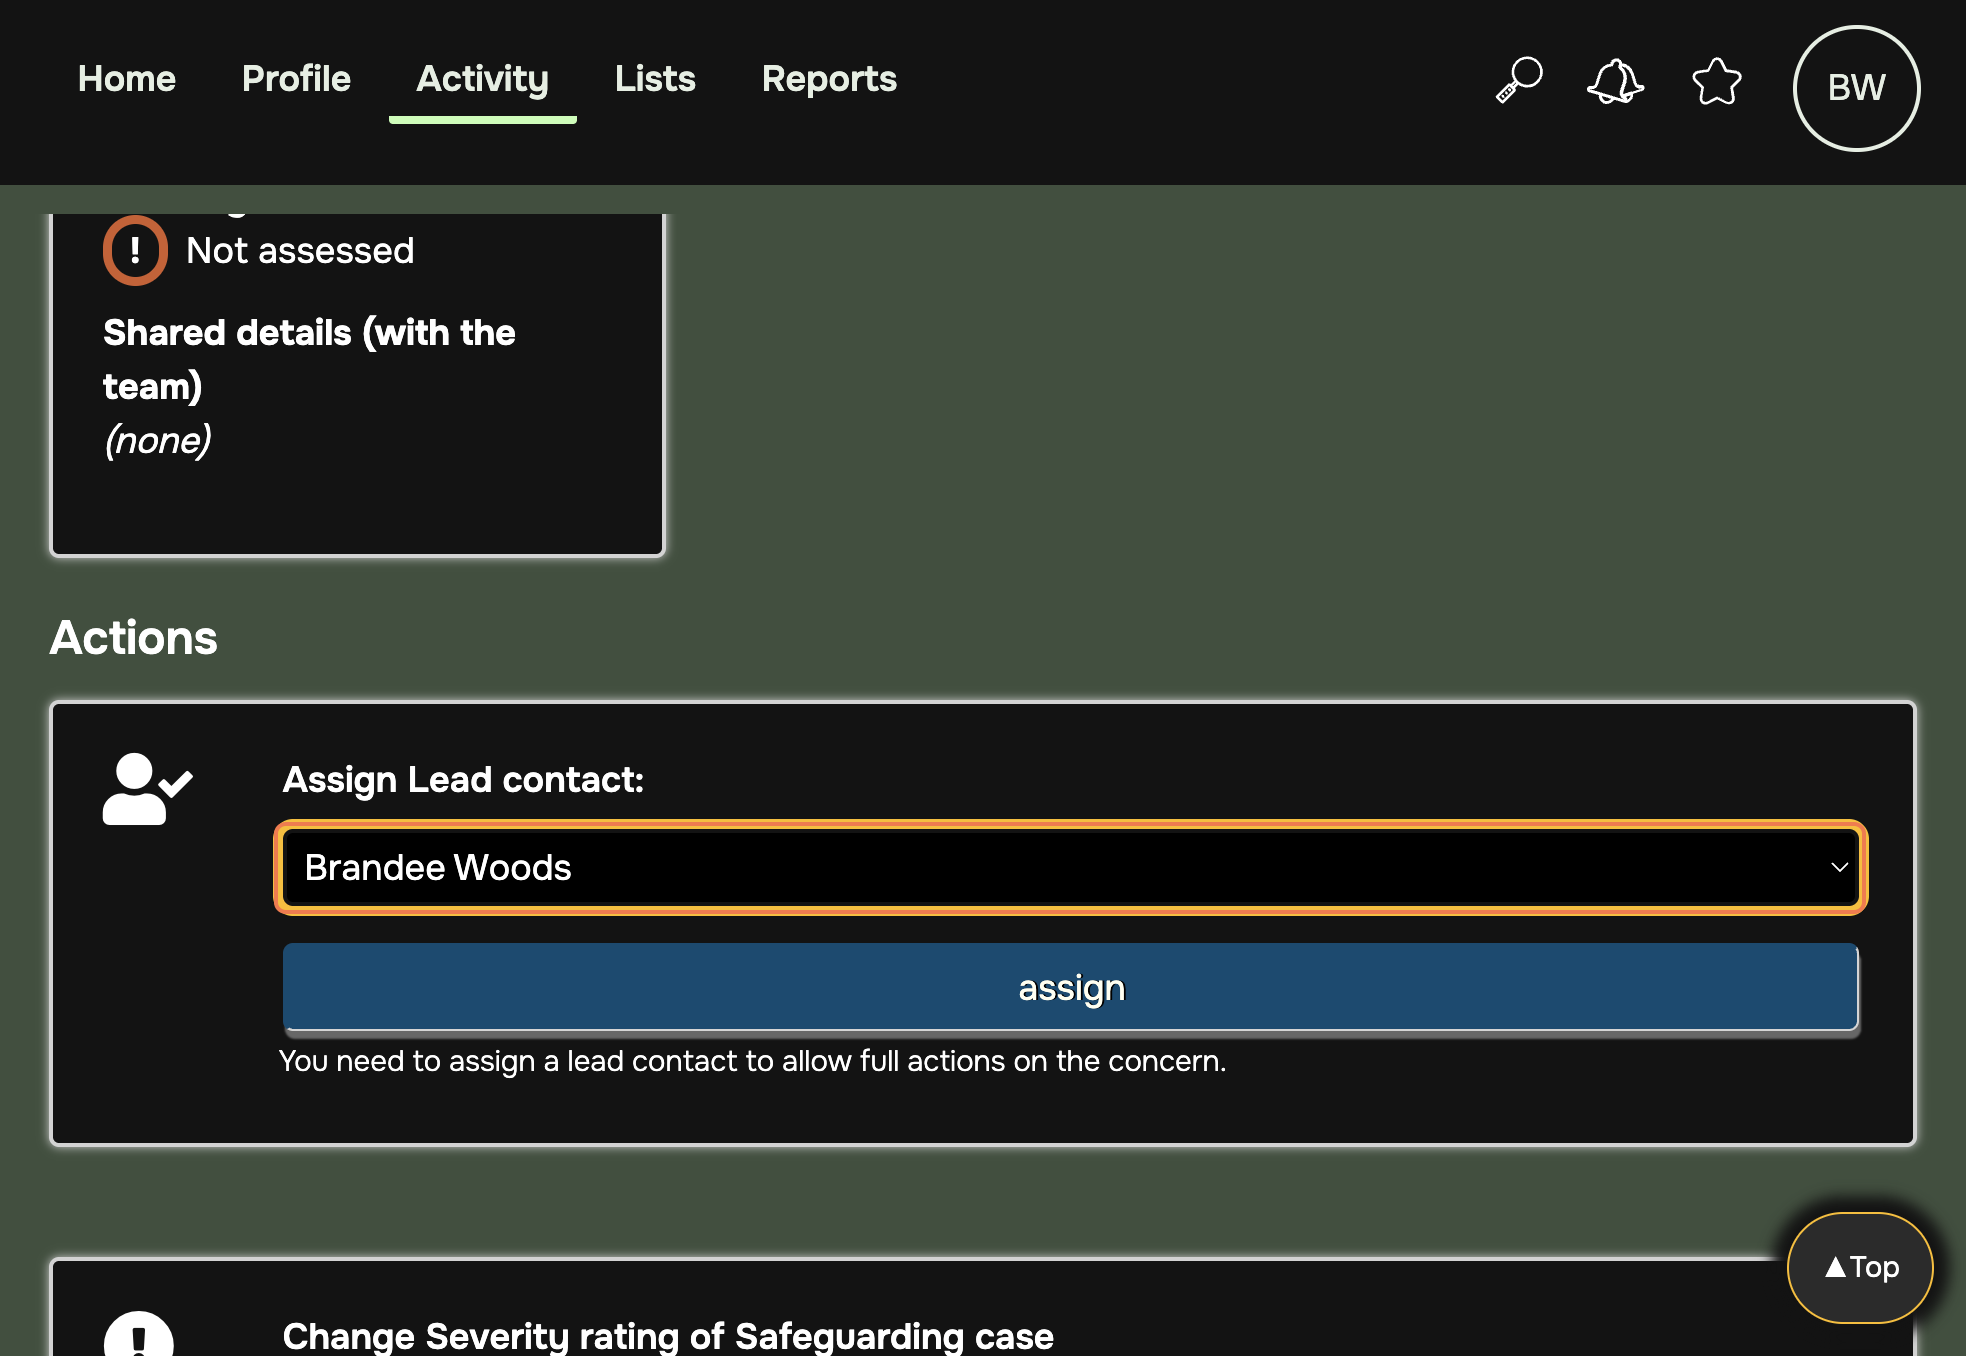 Home Profile Activity Lists Reports BW
! Not assessed
Shared details (with the
team)
(none)
Actions
Assign Lead contact:
Brandee Woods
assign
You need to assign a lead contact to allow full actions on the concern.
▲Top
! Change Severity rating of Safeguarding case